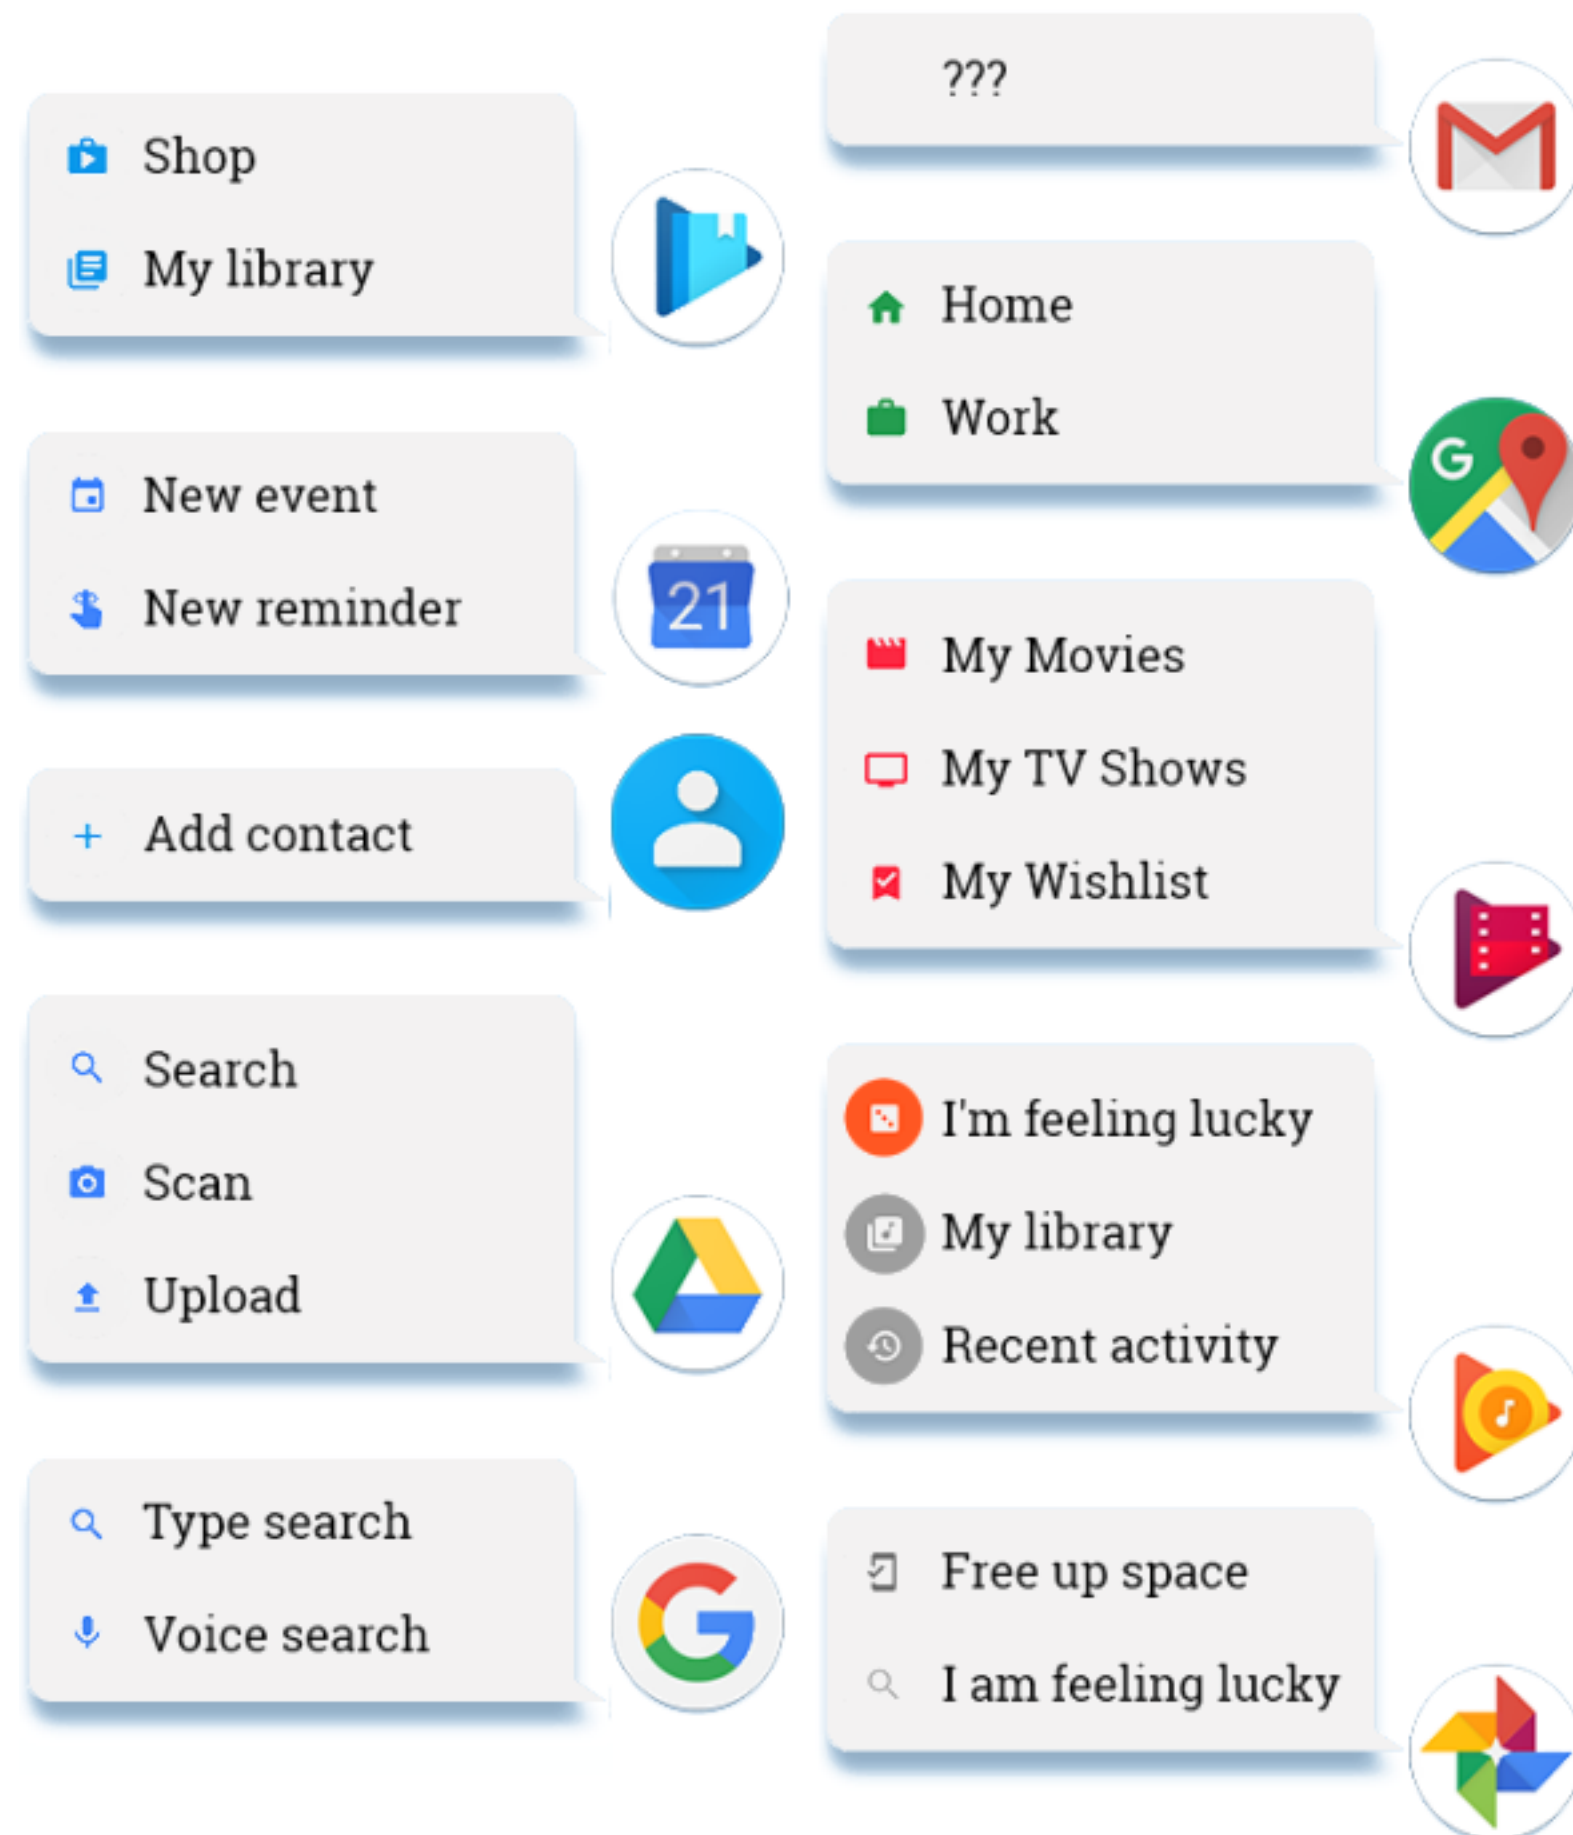 Shop
My library
New event
New reminder
21
Add contact
Search
Scan
Upload
Type search
Voice search
G
???
Home
Work
G
My Movies
My TV Shows
My Wishlist
I'm feeling lucky
My library
Recent activity
Free up space
I am feeling lucky